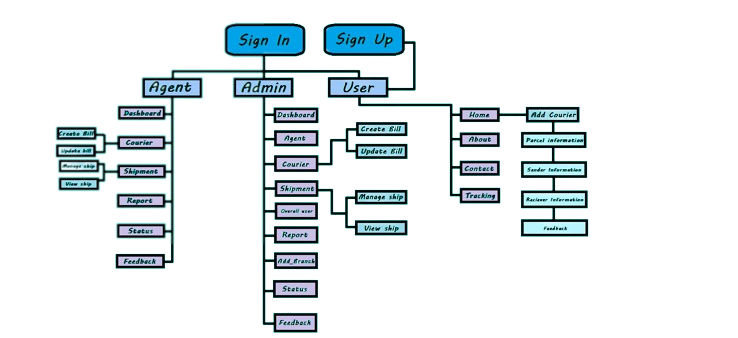 Sign In
Sign Up
Agent
Admin
User
Dashboard
Courier
Create Bill
Update bill
Shipment
Manage ship
View ship
Report
Status
Feedback
Dashboard
Agent
Courier
Create Bill
Update Bill
Shipment
Manage ship
View ship
Overall user
Report
Add_Branch
Status
Feedback
Home
About
Contact
Tracking
Add Courier
Parcel information
Sender Information
Reciever Information
Feedback